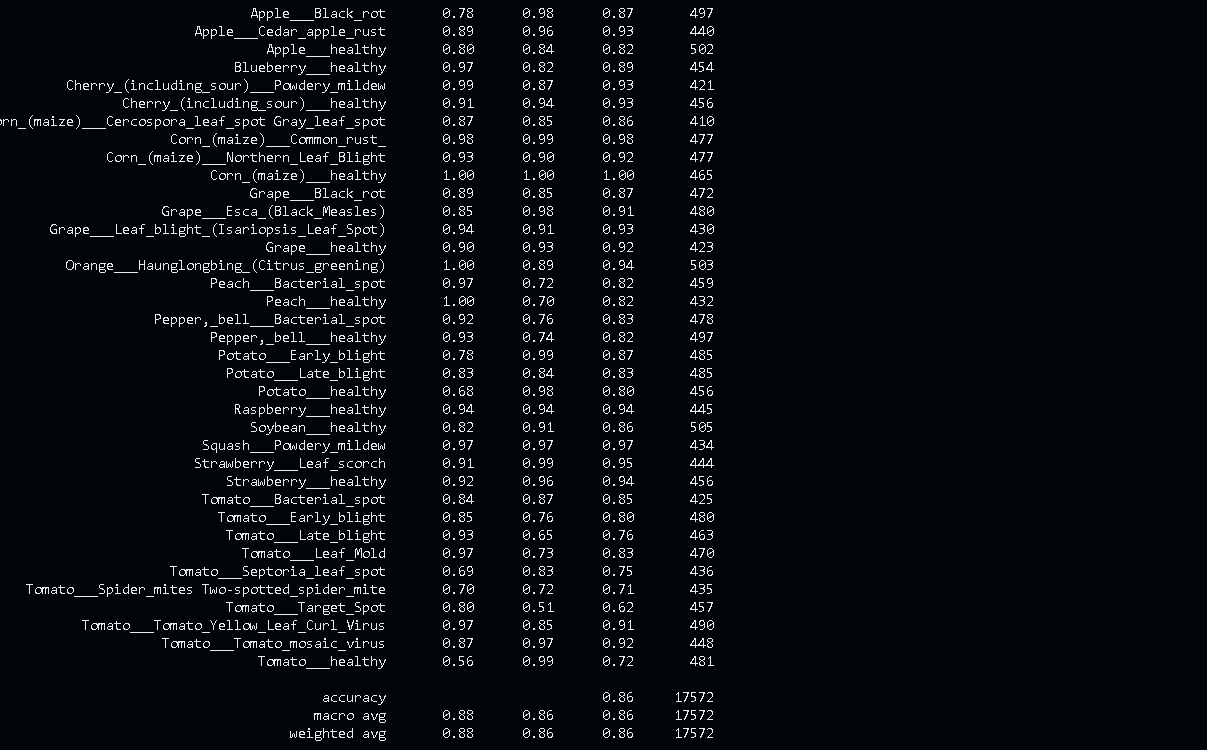 Apple___Black_rot 0.78 0.98 0.87 497
Apple___Cedar_apple_rust 0.89 0.96 0.93 440
Apple___healthy 0.80 0.84 0.82 502
Blueberry___healthy 0.97 0.82 0.89 454
Cherry_(including_sour)___Powdery_mildew 0.99 0.87 0.93 421
Cherry_(including_sour)___healthy 0.91 0.94 0.93 456
orn_(maize)___Cercospora_leaf_spot Gray_leaf_spot 0.87 0.85 0.86 410
Corn_(maize)___Common_rust_ 0.98 0.99 0.98 477
Corn_(maize)___Northern_Leaf_Blight 0.93 0.90 0.92 477
Corn_(maize)___healthy 1.00 1.00 1.00 465
Grape___Black_rot 0.89 0.85 0.87 472
Grape___Esca_(Black_Measles) 0.85 0.98 0.91 480
Grape___Leaf_blight_(Isariopsis_Leaf_Spot) 0.94 0.91 0.93 430
Grape___healthy 0.90 0.93 0.92 423
Orange___Haunglongbing_(Citrus_greening) 1.00 0.89 0.94 503
Peach___Bacterial_spot 0.97 0.72 0.82 459
Peach___healthy 1.00 0.70 0.82 432
Pepper,_bell___Bacterial_spot 0.92 0.76 0.83 478
Pepper,_bell___healthy 0.93 0.74 0.82 497
Potato___Early_blight 0.78 0.99 0.87 485
Potato___Late_blight 0.83 0.84 0.83 485
Potato___healthy 0.68 0.98 0.80 456
Raspberry___healthy 0.94 0.94 0.94 445
Soybean___healthy 0.82 0.91 0.86 505
Squash___Powdery_mildew 0.97 0.97 0.97 434
Strawberry___Leaf_scorch 0.91 0.99 0.95 444
Strawberry___healthy 0.92 0.96 0.94 456
Tomato___Bacterial_spot 0.84 0.87 0.85 425
Tomato___Early_blight 0.85 0.76 0.80 480
Tomato___Late_blight 0.93 0.65 0.76 463
Tomato___Leaf_Mold 0.97 0.73 0.83 470
Tomato___Septoria_leaf_spot 0.69 0.83 0.75 436
Tomato___Spider_mites Two-spotted_spider_mite 0.70 0.72 0.71 435
Tomato___Target_Spot 0.80 0.51 0.62 457
Tomato___Tomato_Yellow_Leaf_Curl_Virus 0.97 0.85 0.91 490
Tomato___Tomato_mosaic_virus 0.87 0.97 0.92 448
Tomato___healthy 0.56 0.99 0.72 481
accuracy 0.86 17572
macro avg 0.88 0.86 0.86 17572
weighted avg 0.88 0.86 0.86 17572